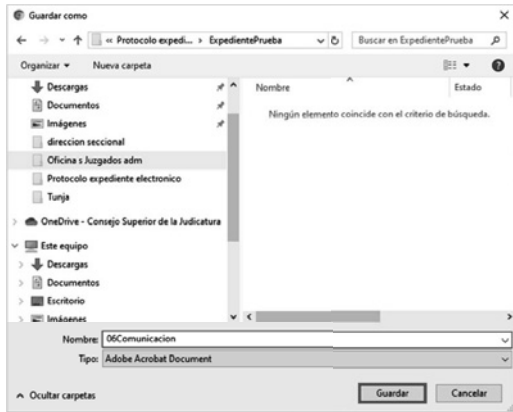 Guardar como
« Protocolo expedi... > ExpedientePrueba
Buscar en ExpedientePrueba
Organizar
Nueva carpeta
Descargas
Documentos
Imágenes
direccion seccional
Oficina s Juzgados adm
Protocolo expediente electronico
Tunja
OneDrive - Consejo Superior de la Judicatura
Este equipo
Descargas
Documentos
Escritorio
Imágenes
Nombre
Estado
Ningún elemento coincide con el criterio de búsqueda.
Nombre: 06Comunicacion
Tipo: Adobe Acrobat Document
Ocultar carpetas
Guardar
Cancelar